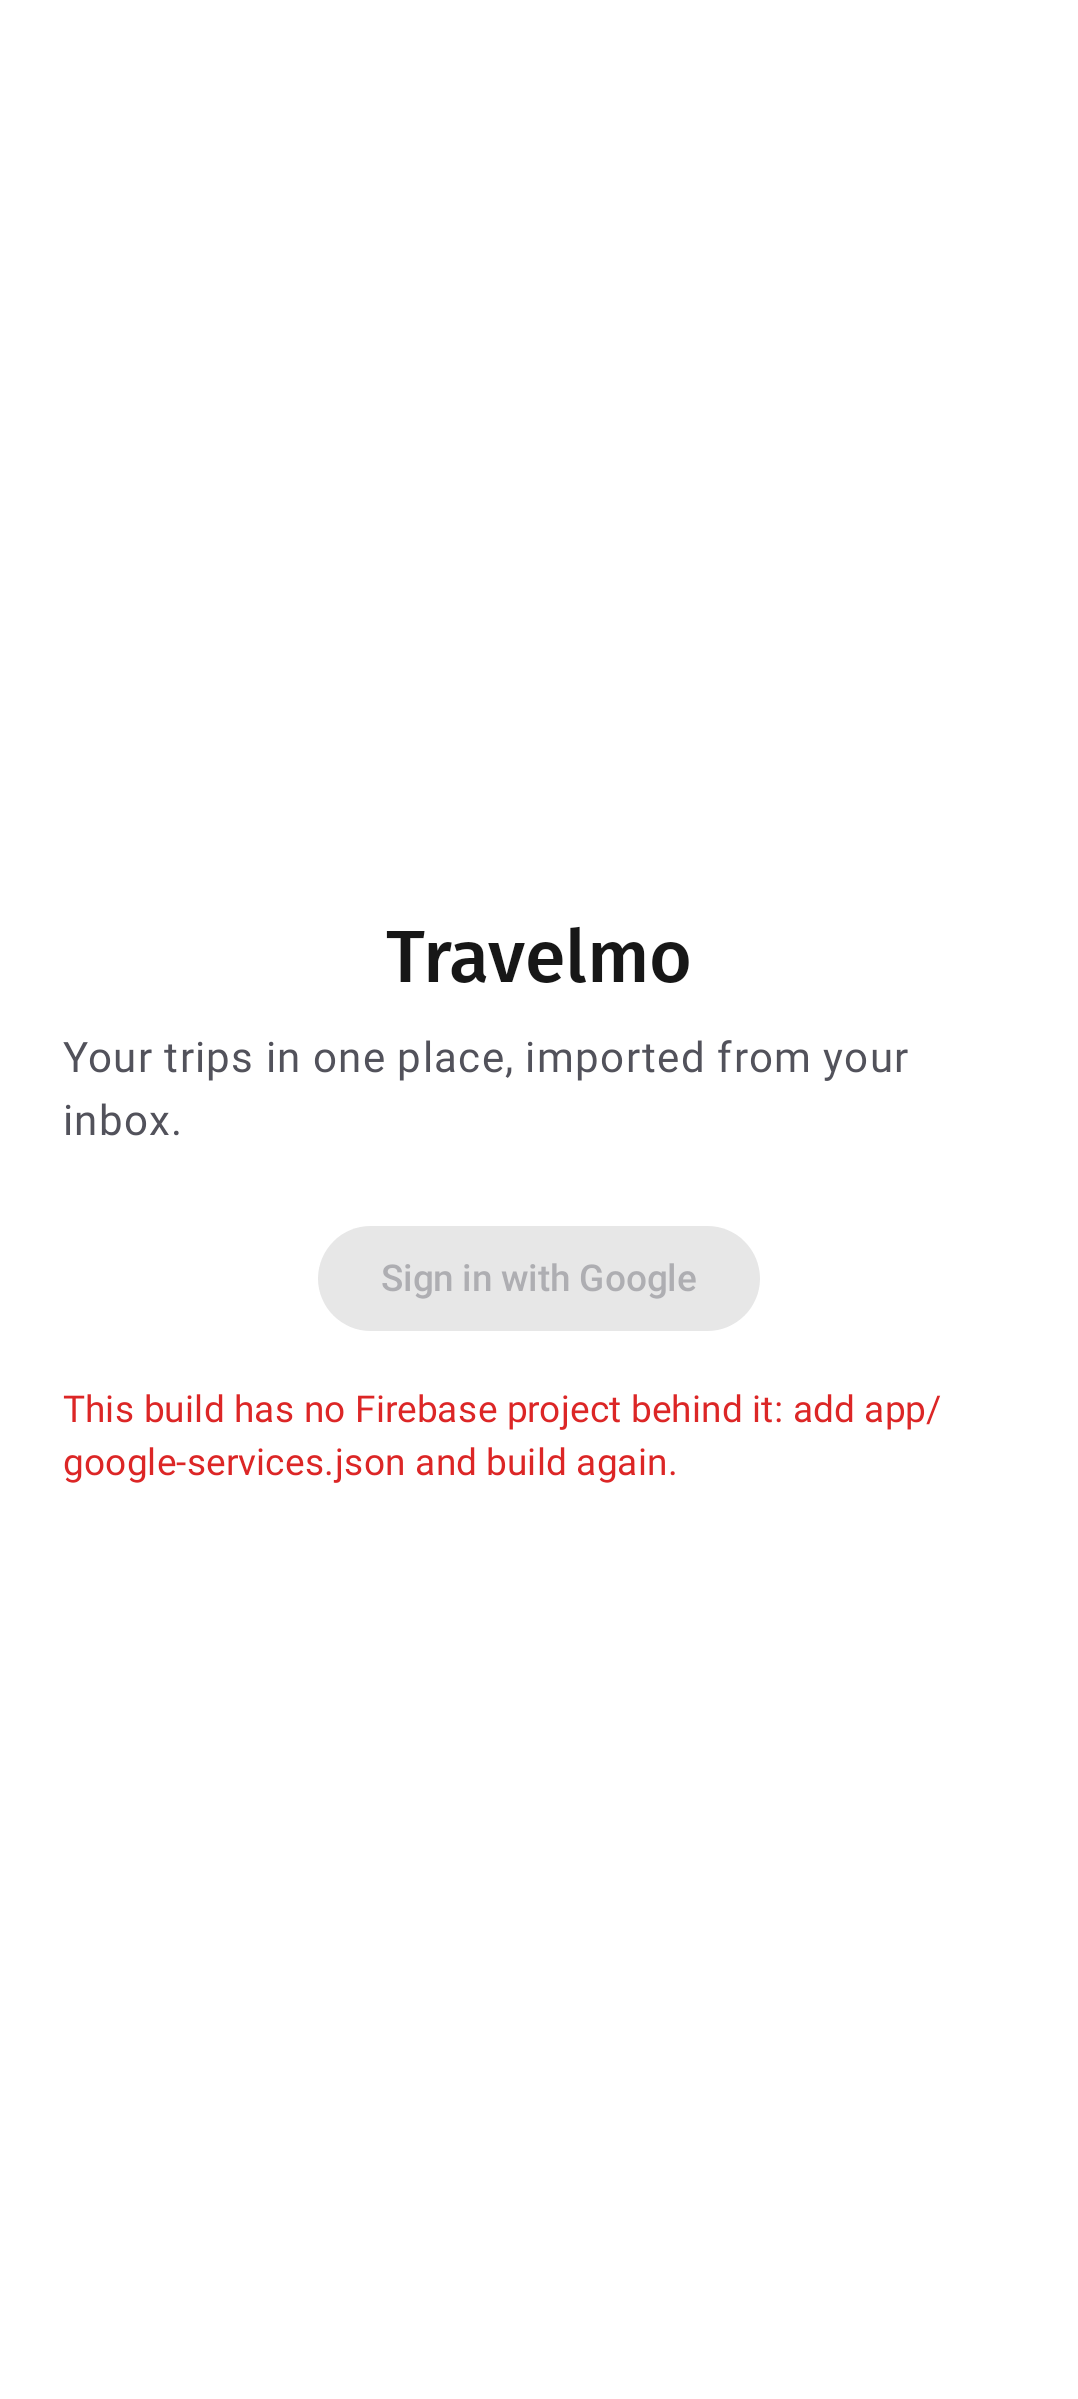 Travelmo
Your trips in one place, imported from your
inbox.
Sign in with Google
This build has no Firebase project behind it: add app/
google-services.json and build again.